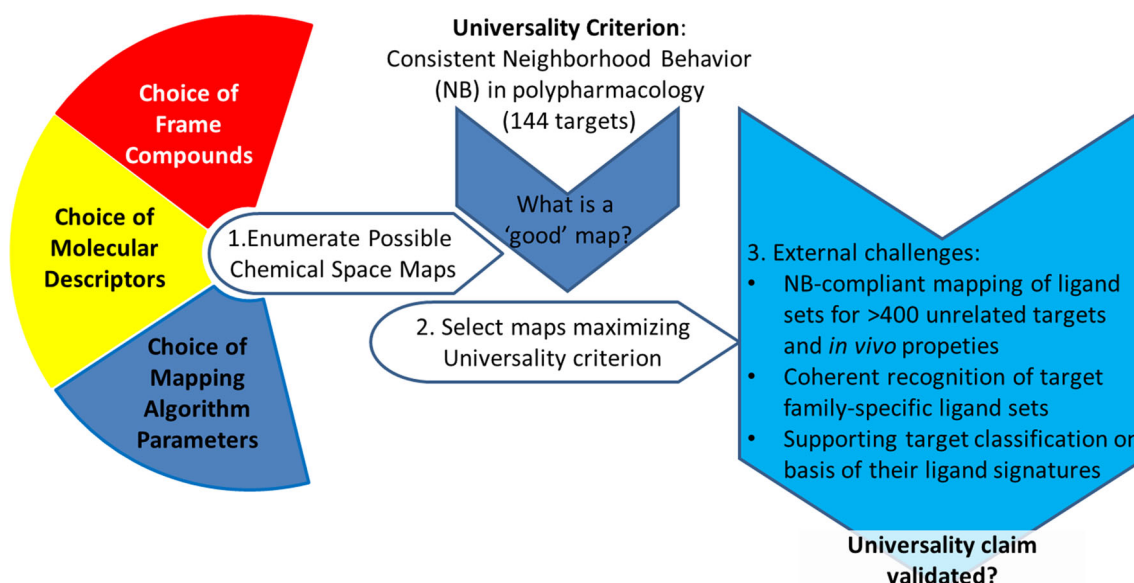 Choice of
Frame
Compounds
Choice of
Molecular
Descriptors
Choice of
Mapping
Algorithm
Parameters
1.Enumerate Possible
Chemical Space Maps
Universality Criterion:
Consistent Neighborhood Behavior
(NB) in polypharmacology
(144 targets)
What is a
‘good’ map?
2. Select maps maximizing
Universality criterion
3. External challenges:
• NB-compliant mapping of ligand
sets for >400 unrelated targets
and in vivo propeties
• Coherent recognition of target
family-specific ligand sets
• Supporting target classification on
basis of their ligand signatures
Universality claim
validated?